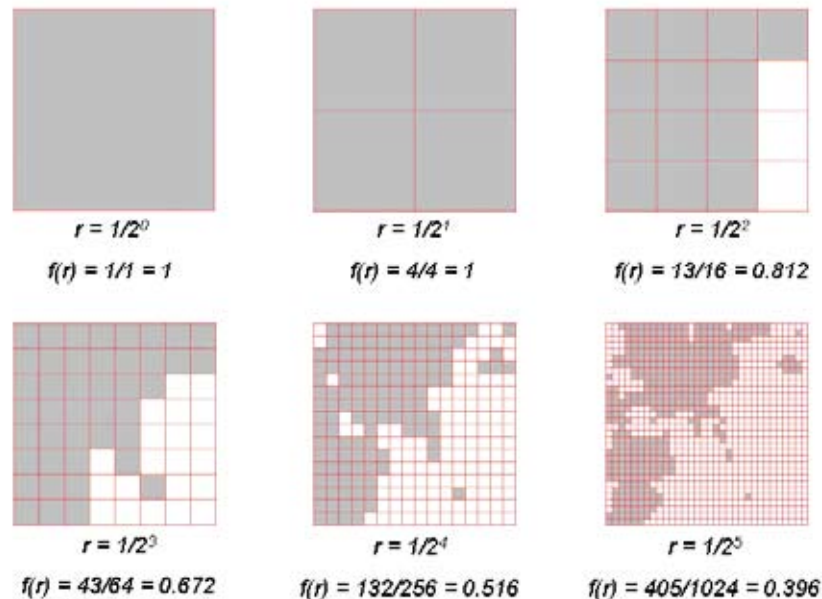 r = 1/2⁰
r = 1/2¹
r = 1/2²
f(r) = 1/1 = 1
f(r) = 4/4 = 1
f(r) = 13/16 = 0.812
r = 1/2³
r = 1/2⁴
r = 1/2⁵
f(r) = 43/64 = 0.672
f(r) = 132/256 = 0.516
f(r) = 405/1024 = 0.396